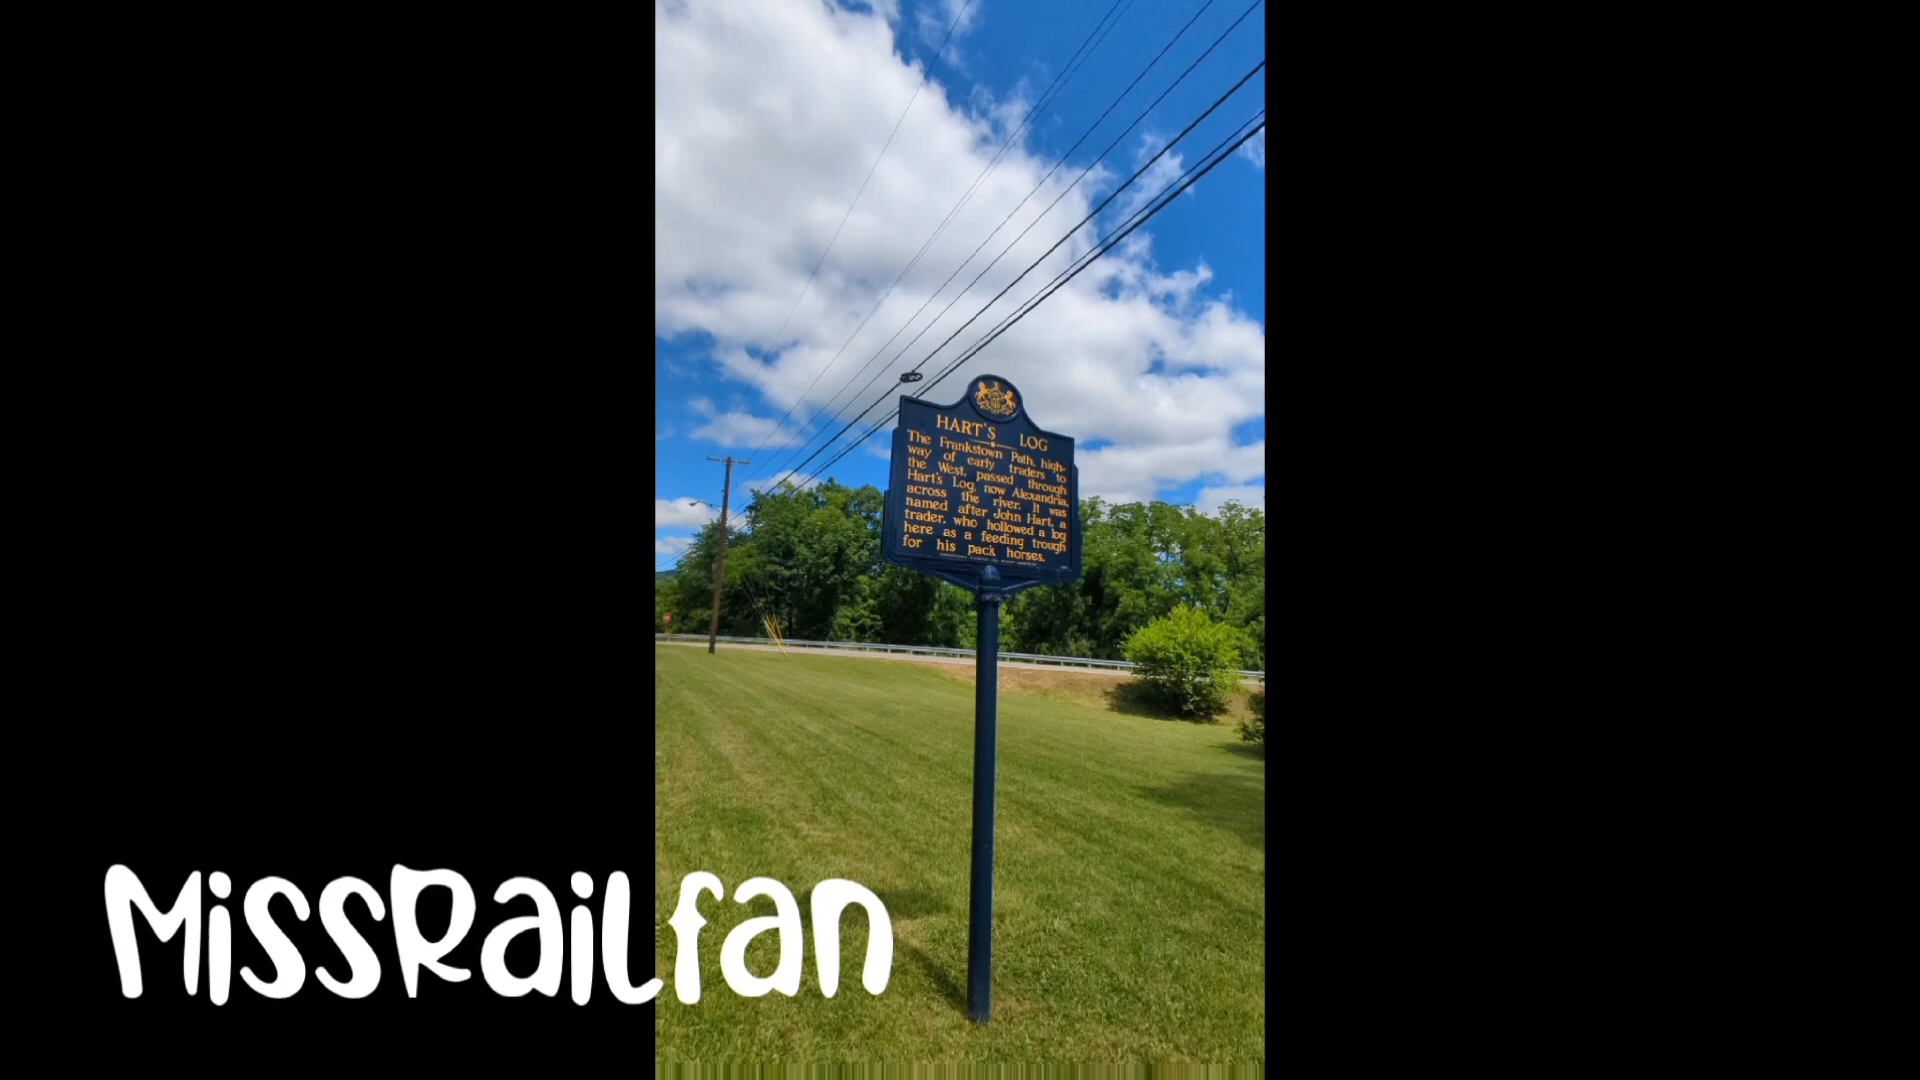 HART'S LOG
The Frankstown Path, high-
way of early traders to
the West, passed through
Hart's Log, now Alexandria,
across the river. It was
named after John Hart, a
trader, who hollowed a log
here as a feeding trough
for his pack horses.
MissRailfan